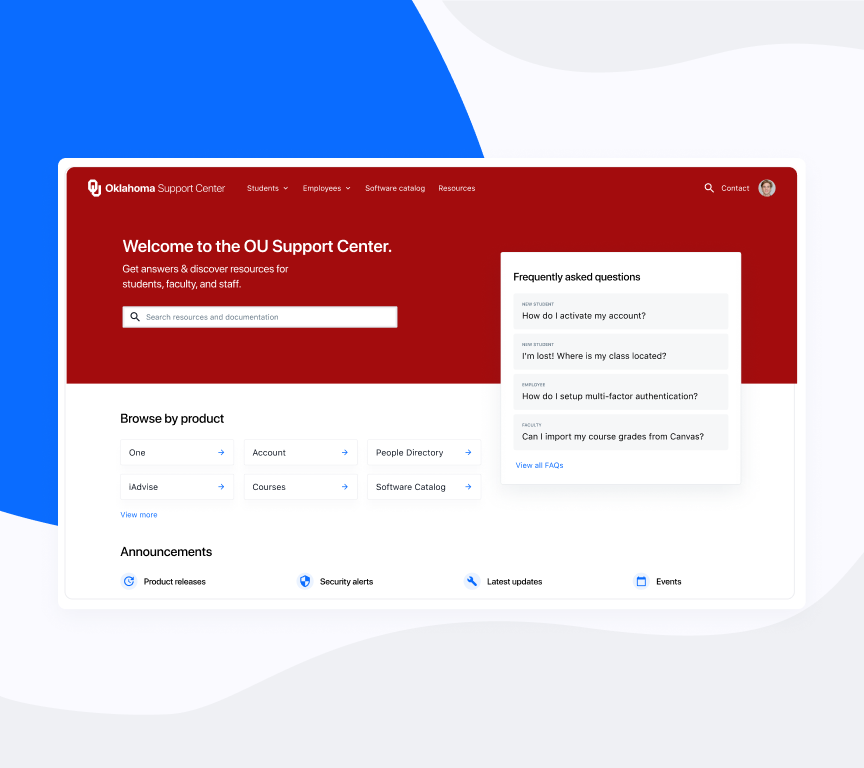 OU Oklahoma Support Center
Students
Employees
Software catalog
Resources
Contact
Welcome to the OU Support Center.
Get answers & discover resources for
students, faculty, and staff.
Search resources and documentation
Frequently asked questions
NEW STUDENT
How do I activate my account?
NEW STUDENT
I'm lost! Where is my class located?
EMPLOYEE
How do I setup multi-factor authentication?
FACULTY
Can I import my course grades from Canvas?
View all FAQs
Browse by product
One
Account
People Directory
iAdvise
Courses
Software Catalog
View more
Announcements
Product releases
Security alerts
Latest updates
Events